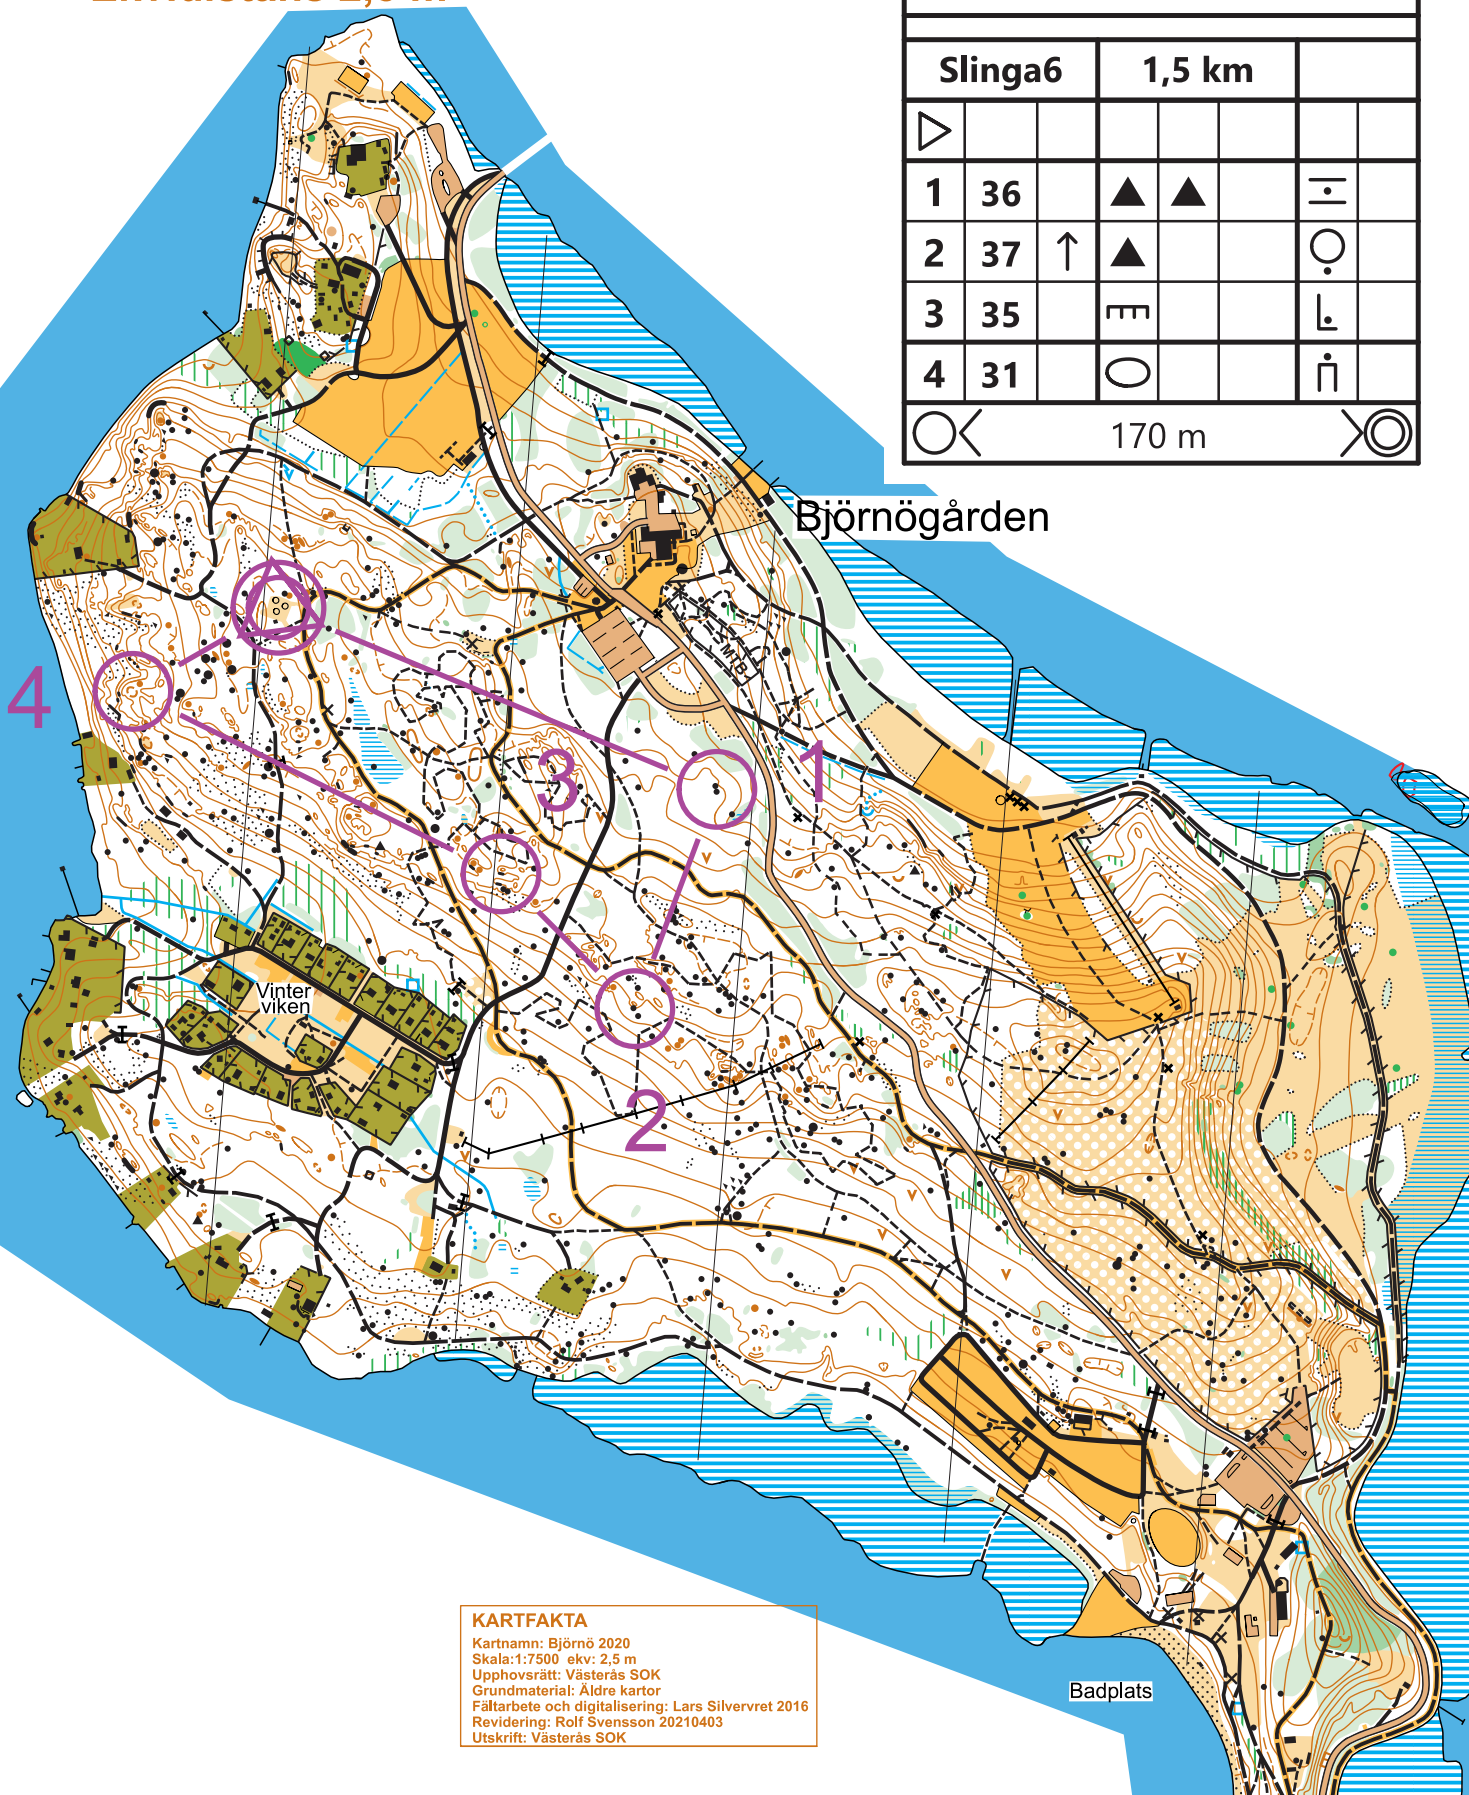 Slinga6 1,5 km
1 36
2 37
3 35
4 31
170 m
Björnögården
MTB
4
3
1
Vinter
viken
2
KARTFAKTA
Kartnamn: Björnö 2020
Skala:1:7500 ekv: 2,5 m
Upphovsrätt: Västerås SOK
Grundmaterial: Äldre kartor
Fältarbete och digitalisering: Lars Silvervret 2016
Revidering: Rolf Svensson 20210403
Utskrift: Västerås SOK
Badplats